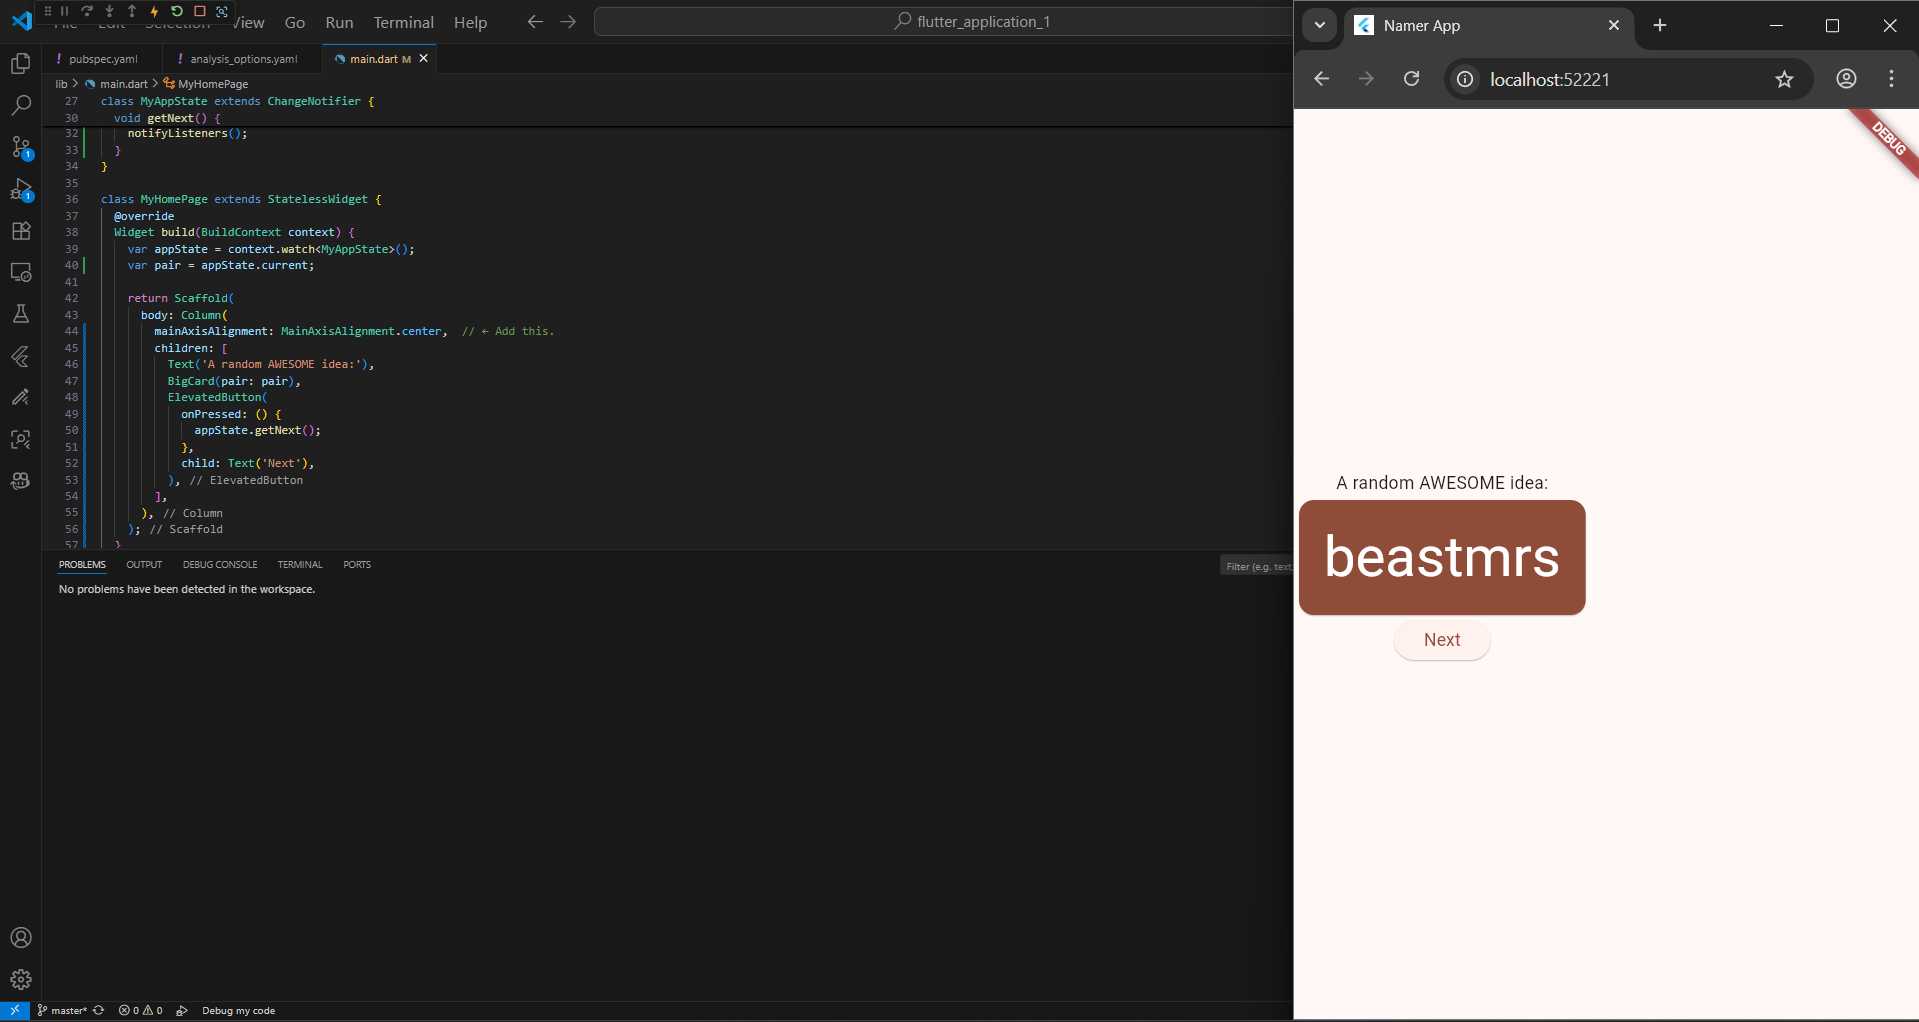 File Edit Selection View Go Run Terminal Help
flutter_application_1
! pubspec.yaml
! analysis_options.yaml
main.dart M
lib > main.dart > MyHomePage
27 class MyAppState extends ChangeNotifier {
30 void getNext() {
32 notifyListeners();
33 }
34 }
35
36 class MyHomePage extends StatelessWidget {
37 @override
38 Widget build(BuildContext context) {
39 var appState = context.watch<MyAppState>();
40 var pair = appState.current;
41
42 return Scaffold(
43 body: Column(
44 mainAxisAlignment: MainAxisAlignment.center, // ← Add this.
45 children: [
46 Text('A random AWESOME idea:'),
47 BigCard(pair: pair),
48 ElevatedButton(
49 onPressed: () {
50 appState.getNext();
51 },
52 child: Text('Next'),
53 ), // ElevatedButton
54 ],
55 ), // Column
56 ); // Scaffold
57 }
1
1
PROBLEMS OUTPUT DEBUG CONSOLE TERMINAL PORTS
Filter (e.g. text,
No problems have been detected in the workspace.
master* 0 0 Debug my code
Namer App
localhost:52221
DEBUG
A random AWESOME idea:
beastmrs
Next